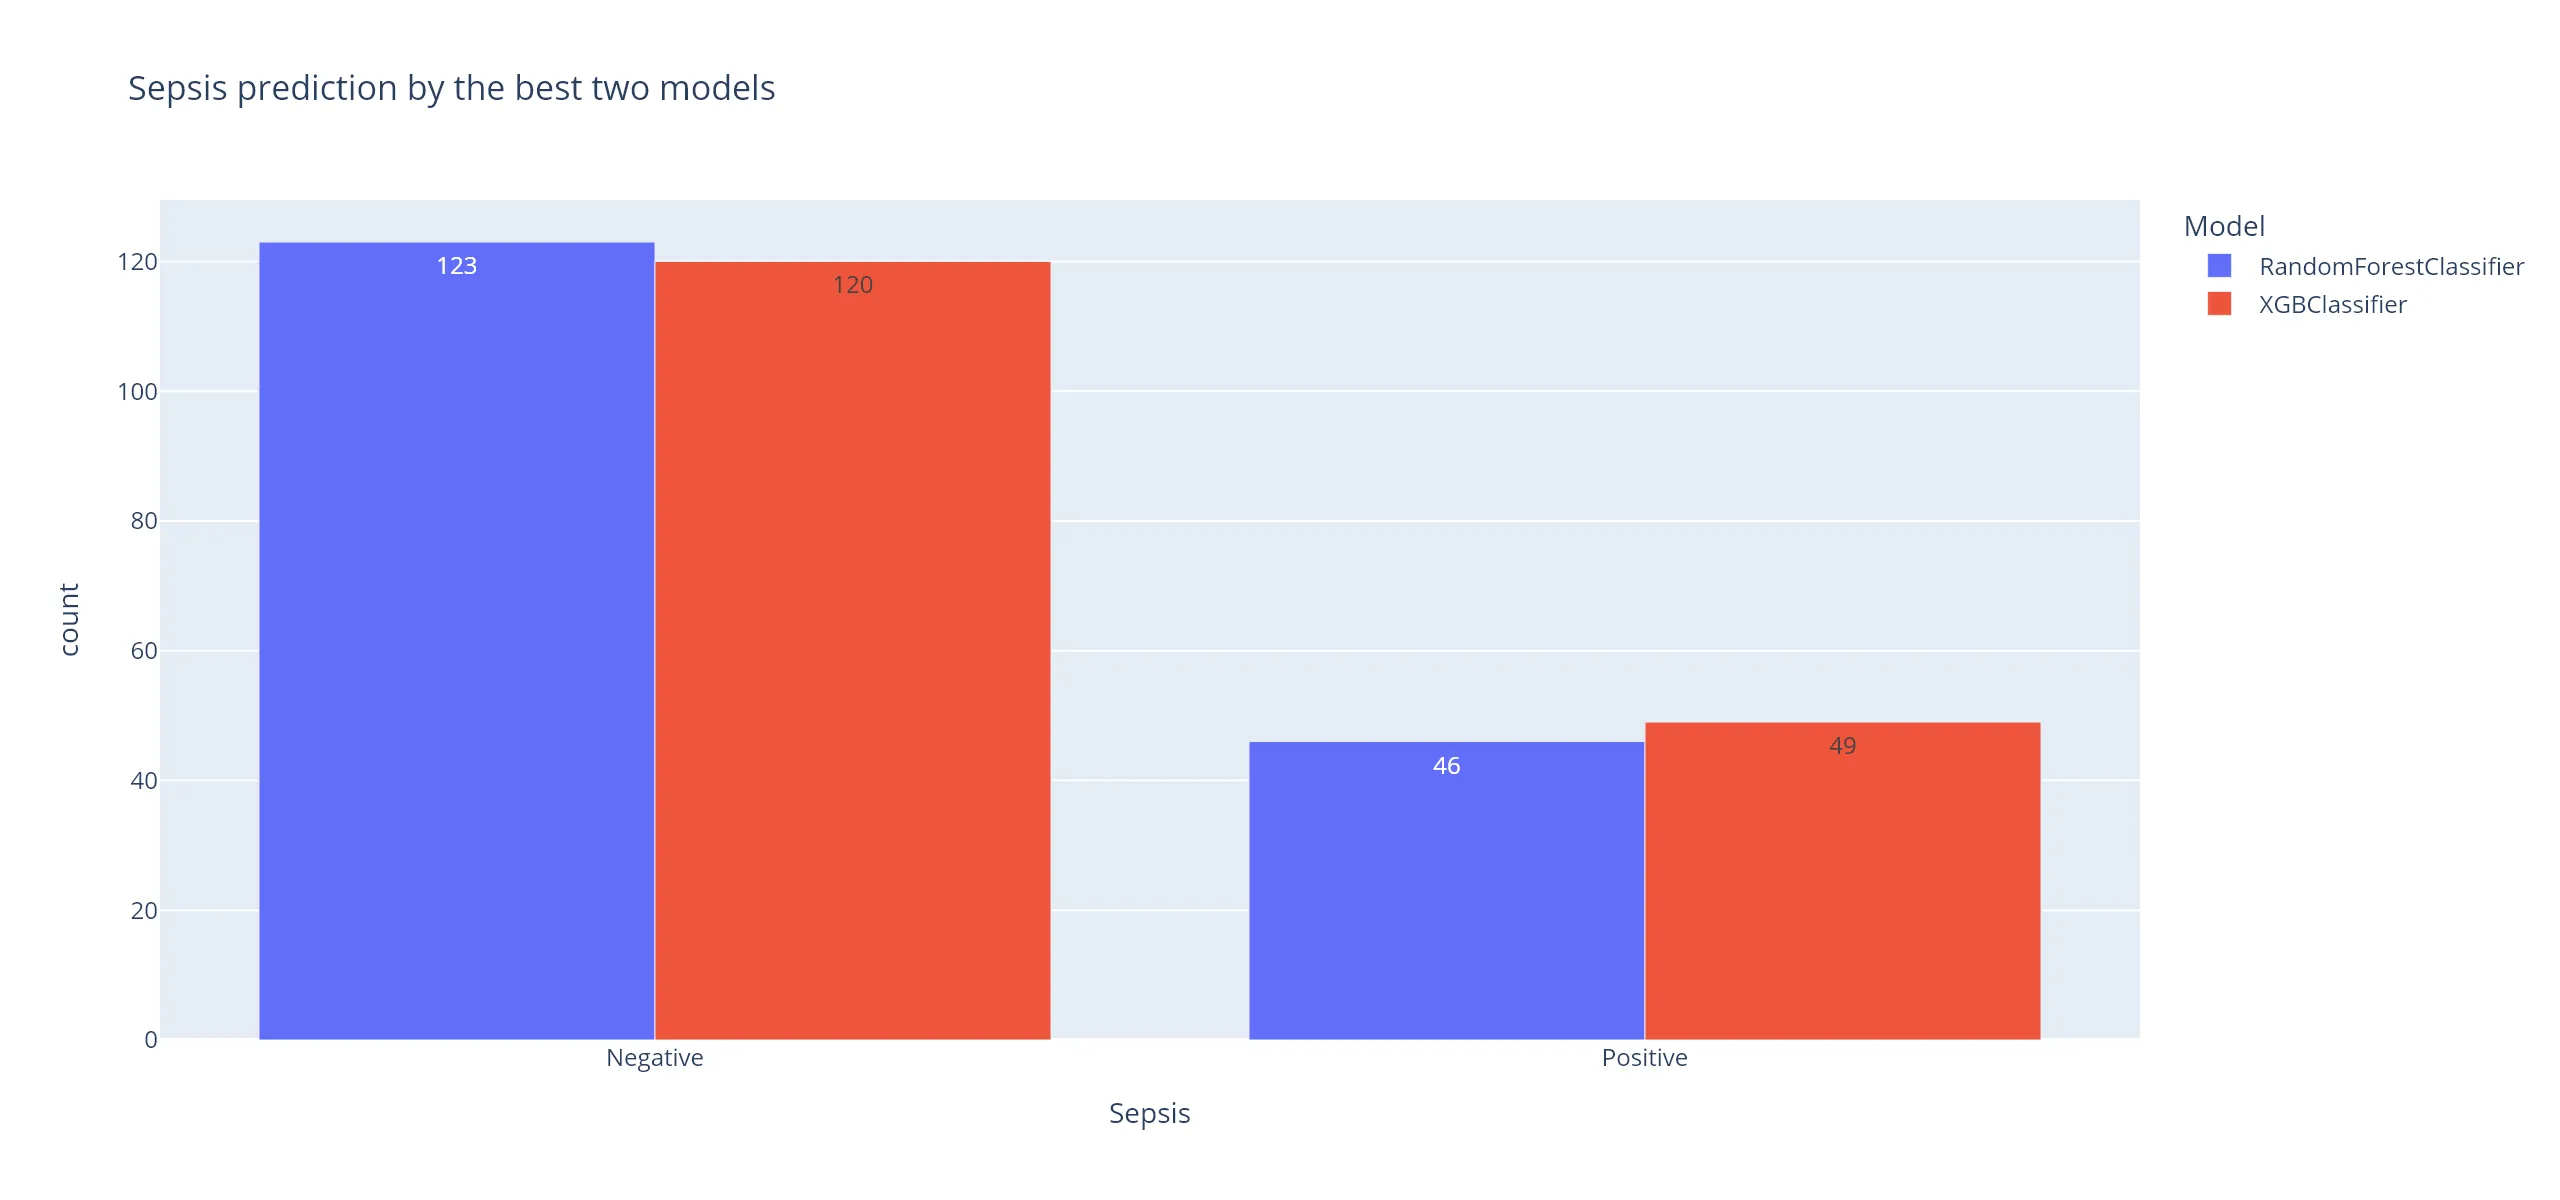 Sepsis prediction by the best two models
Model
RandomForestClassifier
XGBClassifier
count
120
100
80
60
40
20
0
123
120
46
49
Negative
Positive
Sepsis